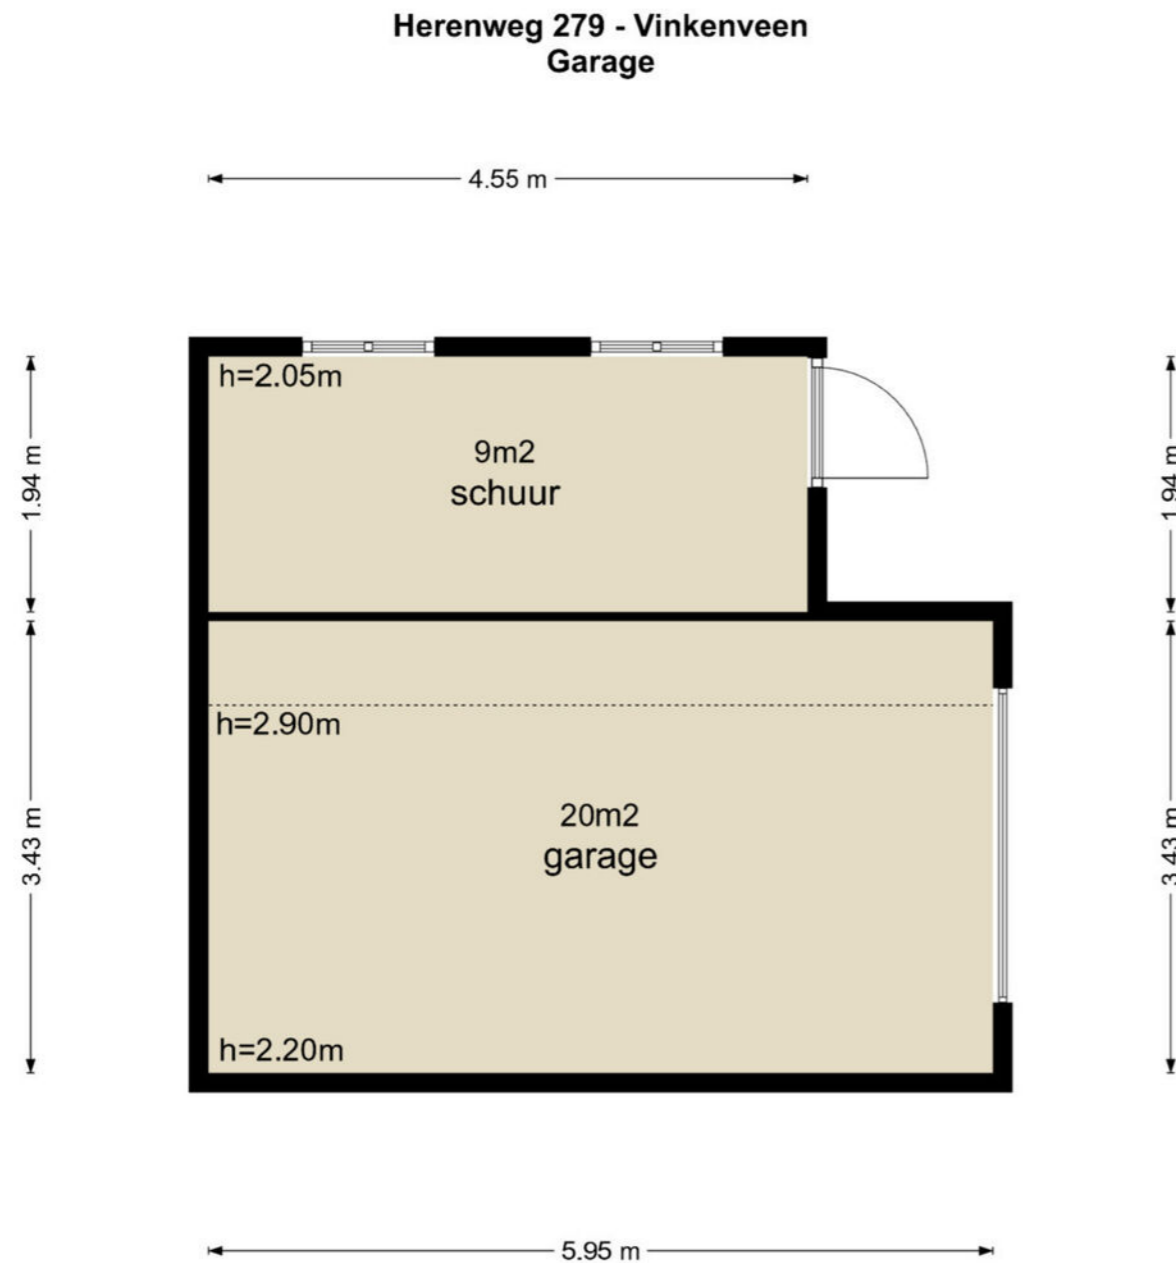 Herenweg 279 - Vinkenveen
Garage
4.55 m
h=2.05m
9m2
schuur
1.94 m
1.94 m
h=2.90m
20m2
garage
3.43 m
3.43 m
h=2.20m
5.95 m